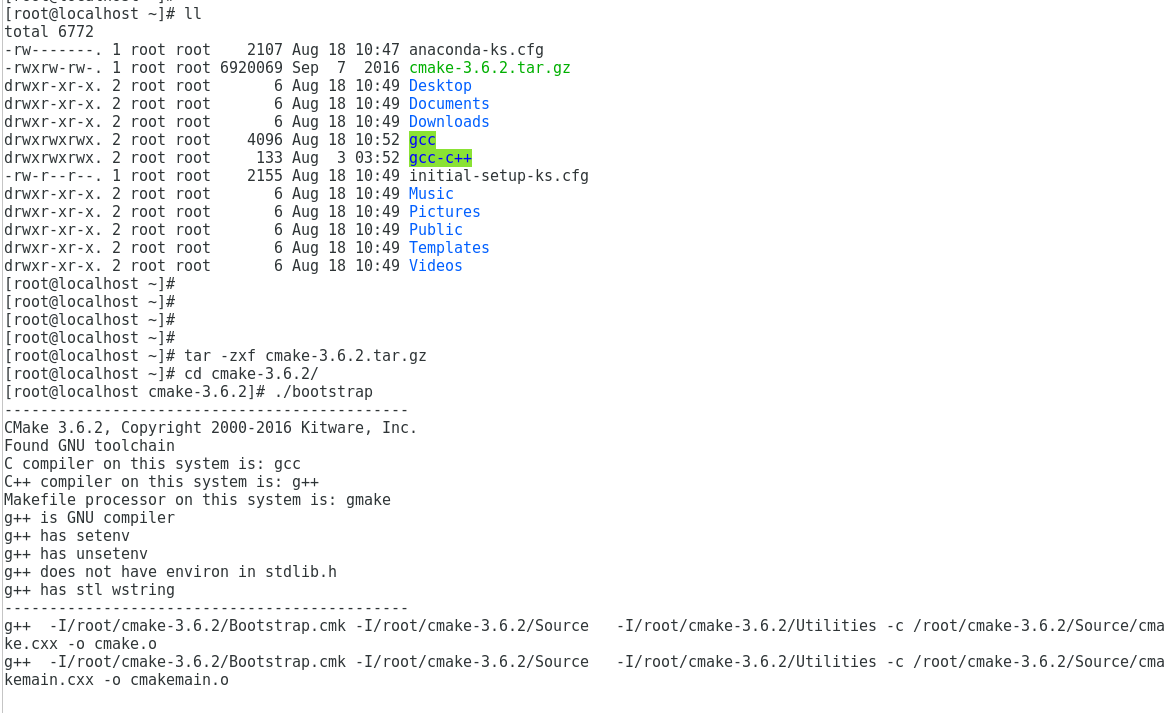 [root@localhost ~]# ll
total 6772
-rw-------. 1 root root    2107 Aug 18 10:47 anaconda-ks.cfg
-rwxrw-rw-. 1 root root 6920069 Sep  7  2016 cmake-3.6.2.tar.gz
drwxr-xr-x. 2 root root       6 Aug 18 10:49 Desktop
drwxr-xr-x. 2 root root       6 Aug 18 10:49 Documents
drwxr-xr-x. 2 root root       6 Aug 18 10:49 Downloads
drwxrwxrwx. 2 root root    4096 Aug 18 10:52 gcc
drwxrwxrwx. 2 root root     133 Aug  3 03:52 gcc-c++
-rw-r--r--. 1 root root    2155 Aug 18 10:49 initial-setup-ks.cfg
drwxr-xr-x. 2 root root       6 Aug 18 10:49 Music
drwxr-xr-x. 2 root root       6 Aug 18 10:49 Pictures
drwxr-xr-x. 2 root root       6 Aug 18 10:49 Public
drwxr-xr-x. 2 root root       6 Aug 18 10:49 Templates
drwxr-xr-x. 2 root root       6 Aug 18 10:49 Videos
[root@localhost ~]#
[root@localhost ~]#
[root@localhost ~]#
[root@localhost ~]#
[root@localhost ~]# tar -zxf cmake-3.6.2.tar.gz
[root@localhost ~]# cd cmake-3.6.2/
[root@localhost cmake-3.6.2]# ./bootstrap
---------------------------------------------
CMake 3.6.2, Copyright 2000-2016 Kitware, Inc.
Found GNU toolchain
C compiler on this system is: gcc
C++ compiler on this system is: g++
Makefile processor on this system is: gmake
g++ is GNU compiler
g++ has setenv
g++ has unsetenv
g++ does not have environ in stdlib.h
g++ has stl wstring
---------------------------------------------
g++  -I/root/cmake-3.6.2/Bootstrap.cmk -I/root/cmake-3.6.2/Source   -I/root/cmake-3.6.2/Utilities -c /root/cmake-3.6.2/Source/cma
ke.cxx -o cmake.o
g++  -I/root/cmake-3.6.2/Bootstrap.cmk -I/root/cmake-3.6.2/Source   -I/root/cmake-3.6.2/Utilities -c /root/cmake-3.6.2/Source/cma
kemain.cxx -o cmakemain.o